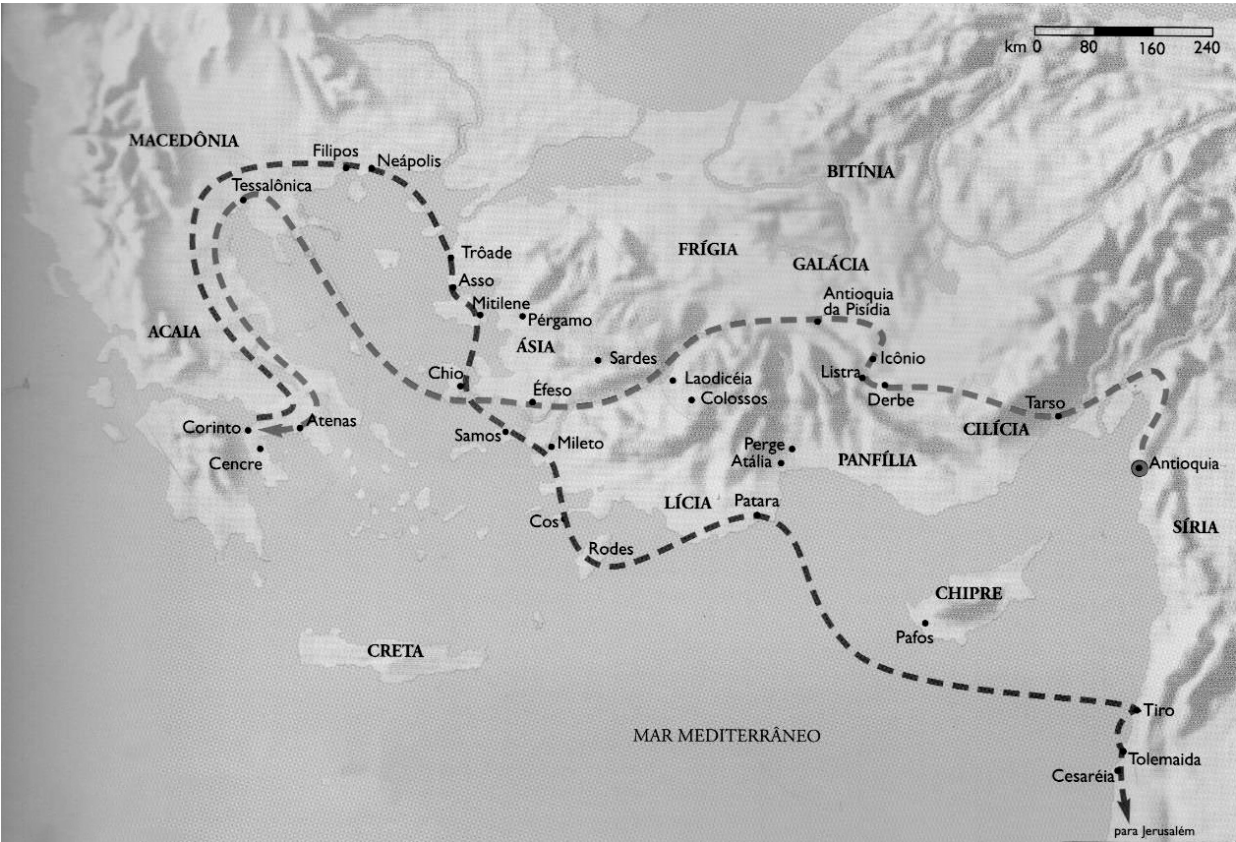 km 0 80 160 240
MACEDÔNIA
Filipos
Neápolis
BITÍNIA
Tessalônica
Trôade
FRÍGIA
GALÁCIA
Asso
Mitilene
Antioquia
da Pisídia
Pérgamo
ACAIA
ÁSIA
Sardes
Icônio
Chio
Laodicéia
Listra
Éfeso
Colossos
Derbe
Tarso
Corinto
Atenas
CILÍCIA
Samos
Mileto
Cencre
Perge
Atália
PANFÍLIA
Antioquia
LÍCIA
Patara
Cos
SÍRIA
Rodes
CHIPRE
Pafos
CRETA
Tiro
MAR MEDITERRÂNEO
Tolemaida
Cesaréia
para Jerusalém